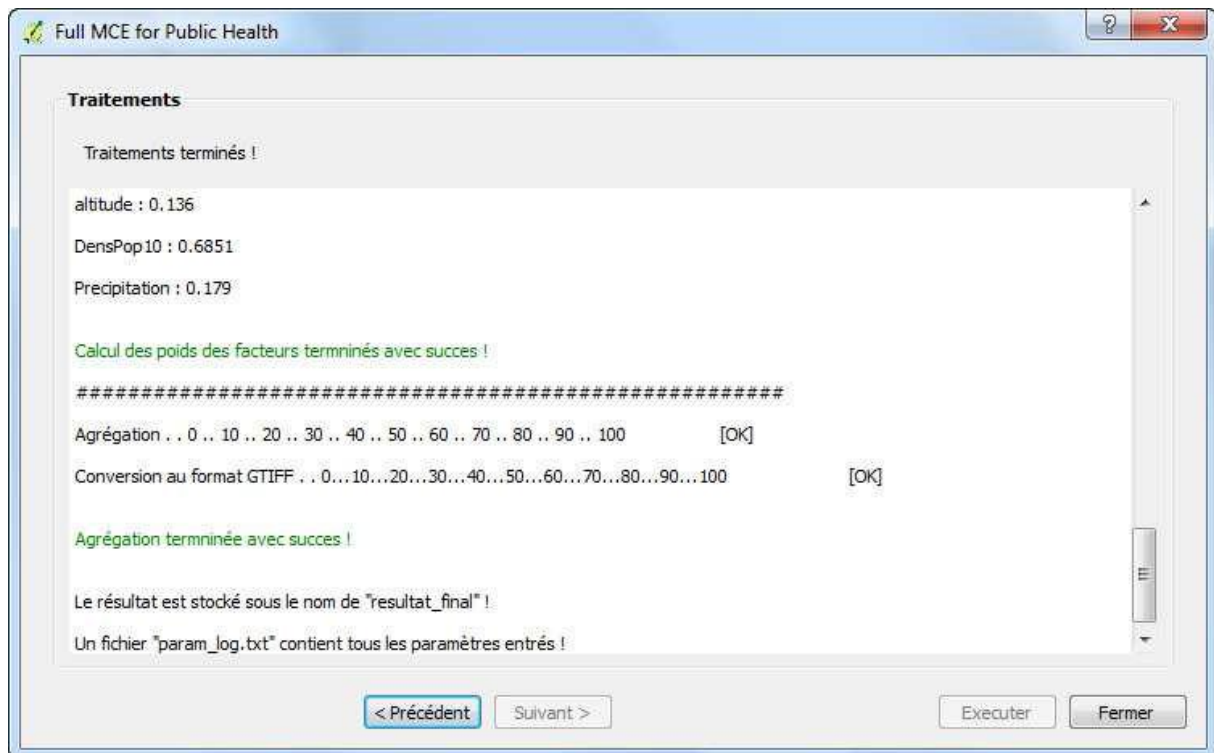 Full MCE for Public Health
Traitements
Traitements terminés !
altitude : 0.136
DensPop10 : 0.6851
Precipitation : 0.179
Calcul des poids des facteurs termninés avec succes !
########################################################
Agrégation . . 0 .. 10 .. 20 .. 30 .. 40 .. 50 .. 60 .. 70 .. 80 .. 90 .. 100 [OK]
Conversion au format GTIFF . . 0...10...20...30...40...50...60...70...80...90...100 [OK]
Agrégation termninée avec succes !
Le résultat est stocké sous le nom de "resultat_final" !
Un fichier "param_log.txt" contient tous les paramètres entrés !
< Précédent
Suivant >
Executer
Fermer